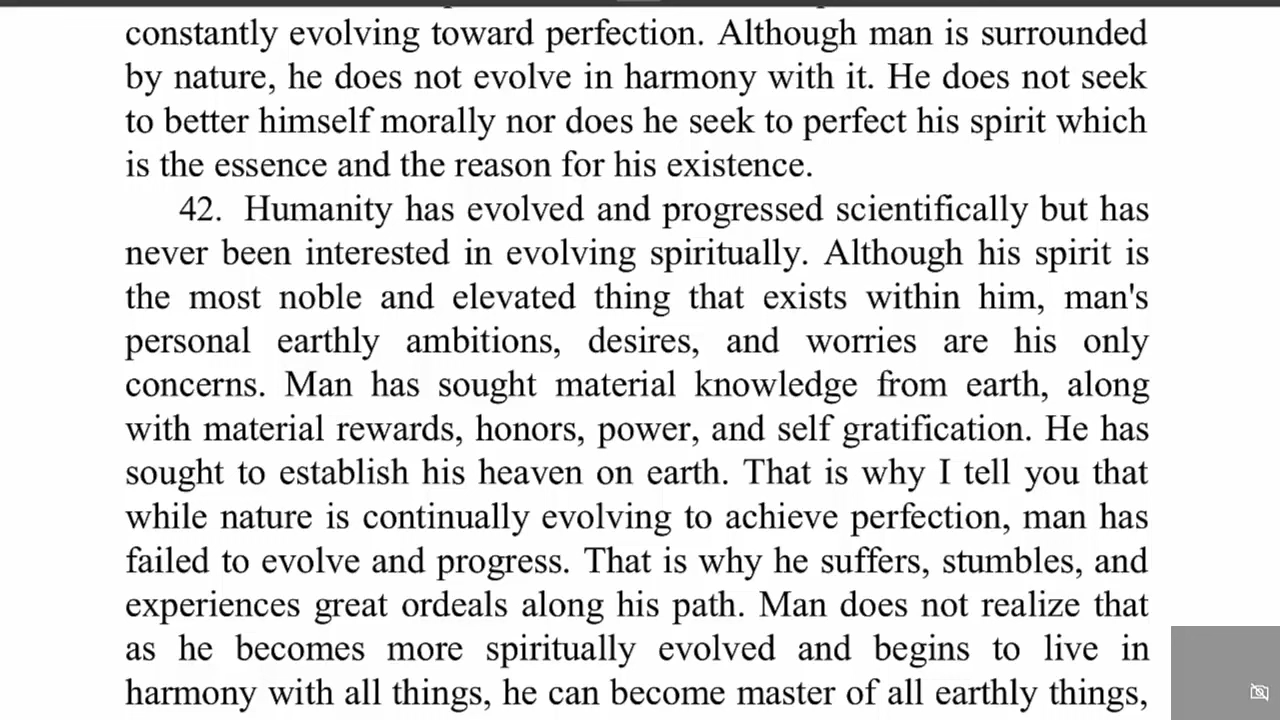 constantly evolving toward perfection. Although man is surrounded
by nature, he does not evolve in harmony with it. He does not seek
to better himself morally nor does he seek to perfect his spirit which
is the essence and the reason for his existence.
42. Humanity has evolved and progressed scientifically but has
never been interested in evolving spiritually. Although his spirit is
the most noble and elevated thing that exists within him, man's
personal earthly ambitions, desires, and worries are his only
concerns. Man has sought material knowledge from earth, along
with material rewards, honors, power, and self gratification. He has
sought to establish his heaven on earth. That is why I tell you that
while nature is continually evolving to achieve perfection, man has
failed to evolve and progress. That is why he suffers, stumbles, and
experiences great ordeals along his path. Man does not realize that
as he becomes more spiritually evolved and begins to live in
harmony with all things, he can become master of all earthly things,